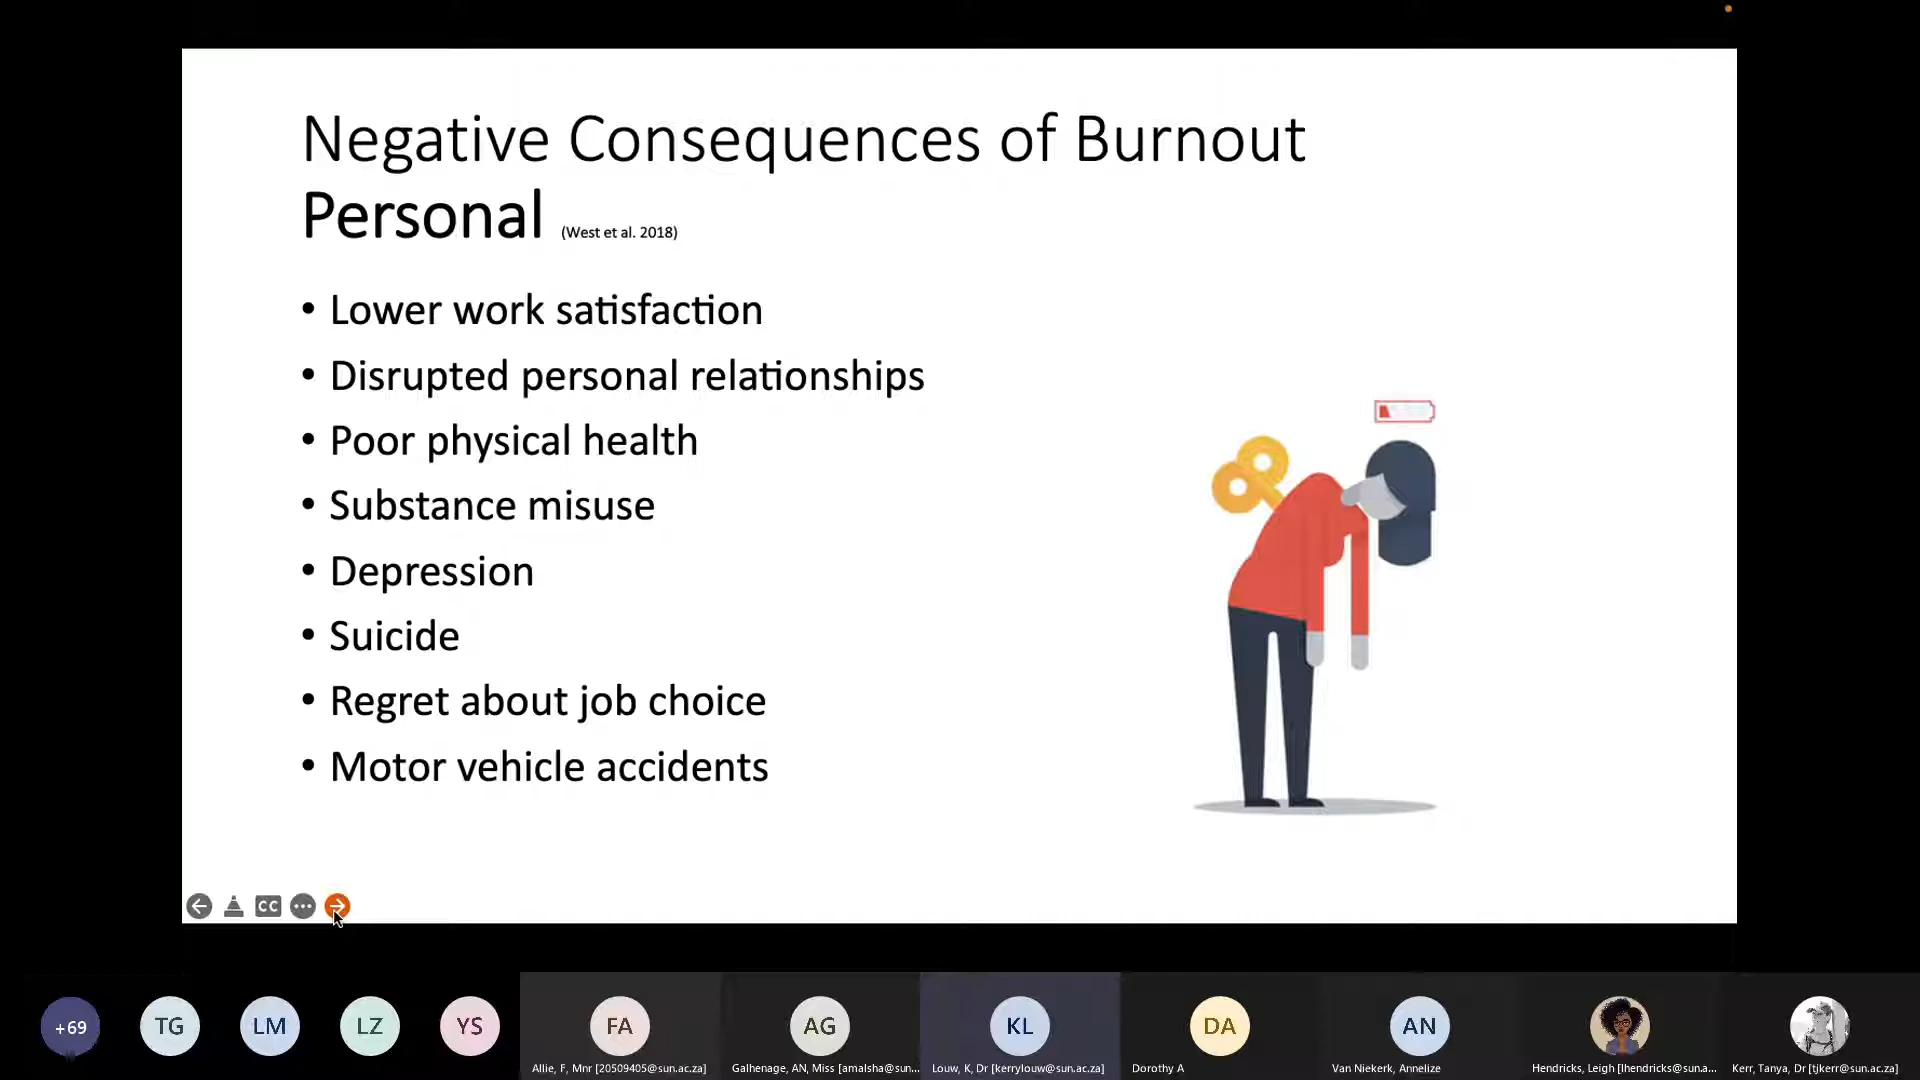 Negative Consequences of Burnout
Personal (West et al. 2018)
• Lower work satisfaction
• Disrupted personal relationships
• Poor physical health
• Substance misuse
• Depression
• Suicide
• Regret about job choice
• Motor vehicle accidents
CC
+69
TG
LM
LZ
YS
FA
AG
KL
DA
AN
Allie, F, Mnr [20509405@sun.ac.za]
Galhenage, AN, Miss [amalsha@sun...
Louw, K, Dr [kerrylouw@sun.ac.za]
Dorothy A
Van Niekerk, Annelize
Hendricks, Leigh [lhendricks@sun.a...
Kerr, Tanya, Dr [tjkerr@sun.ac.za]